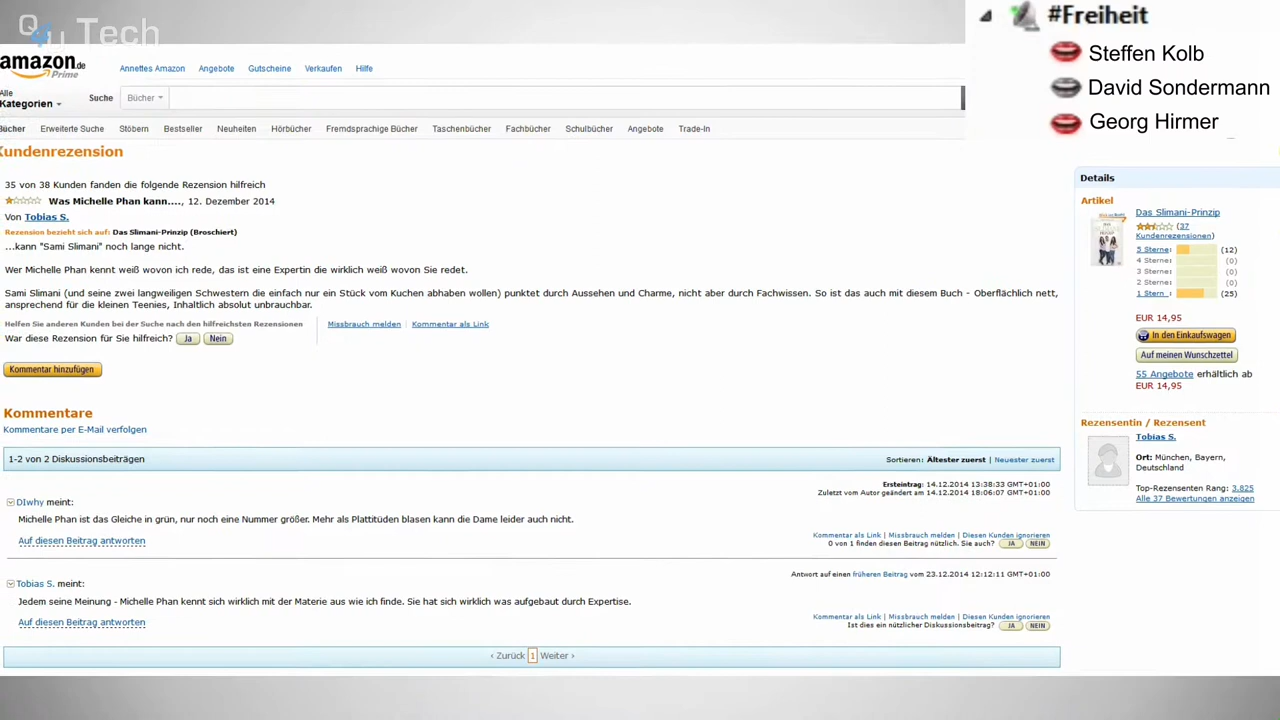 QU Tech
#Freiheit
Steffen Kolb
David Sondermann
Georg Hirmer
amazon.de
Prime
Annettes Amazon Angebote Gutscheine Verkaufen Hilfe
Alle
Kategorien
Suche Bücher
Bücher Erweiterte Suche Stöbern Bestseller Neuheiten Hörbücher Fremdsprachige Bücher Taschenbücher Fachbücher Schulbücher Angebote Trade-In
Kundenrezension
35 von 38 Kunden fanden die folgende Rezension hilfreich
Was Michelle Phan kann...., 12. Dezember 2014
Von Tobias S.
Rezension bezieht sich auf: Das Slimani-Prinzip (Broschiert)
...kann "Sami Slimani" noch lange nicht.
Wer Michelle Phan kennt weiß wovon ich rede, das ist eine Expertin die wirklich weiß wovon Sie redet.
Sami Slimani (und seine zwei langweiligen Schwestern die einfach nur ein Stück vom Kuchen abhaben wollen) punktet durch Aussehen und Charme, nicht aber durch Fachwissen. So ist das auch mit diesem Buch - Oberflächlich nett,
ansprechend für die kleinen Teenies, Inhaltlich absolut unbrauchbar.
Helfen Sie anderen Kunden bei der Suche nach den hilfreichsten Rezensionen
War diese Rezension für Sie hilfreich? Ja Nein
Missbrauch melden | Kommentar als Link
Kommentar hinzufügen
Details
Artikel
Das Slimani-Prinzip
(37
Kundenrezensionen)
5 Sterne: (12)
4 Sterne: (0)
3 Sterne: (0)
2 Sterne: (0)
1 Stern : (25)
EUR 14,95
In den Einkaufswagen
Auf meinen Wunschzettel
55 Angebote erhältlich ab
EUR 14,95
Rezensentin / Rezensent
Tobias S.
Ort: München, Bayern,
Deutschland
Top-Rezensenten Rang: 3.825
Alle 37 Bewertungen anzeigen
Kommentare
Kommentare per E-Mail verfolgen
1-2 von 2 Diskussionsbeiträgen
Sortieren: Ältester zuerst | Neuester zuerst
Ersteintrag: 14.12.2014 13:38:33 GMT+01:00
Zuletzt vom Autor geändert am 14.12.2014 18:06:07 GMT+01:00
DIwhy meint:
Michelle Phan ist das Gleiche in grün, nur noch eine Nummer größer. Mehr als Plattitüden blasen kann die Dame leider auch nicht.
Auf diesen Beitrag antworten
Kommentar als Link | Missbrauch melden | Diesen Kunden ignorieren
0 von 1 finden diesen Beitrag nützlich. Sie auch? JA NEIN
Antwort auf einen früheren Beitrag vom 23.12.2014 12:12:11 GMT+01:00
Tobias S. meint:
Jedem seine Meinung - Michelle Phan kennt sich wirklich mit der Materie aus wie ich finde. Sie hat sich wirklich was aufgebaut durch Expertise.
Auf diesen Beitrag antworten
Kommentar als Link | Missbrauch melden | Diesen Kunden ignorieren
Ist dies ein nützlicher Diskussionsbeitrag? JA NEIN
‹ Zurück 1 Weiter ›